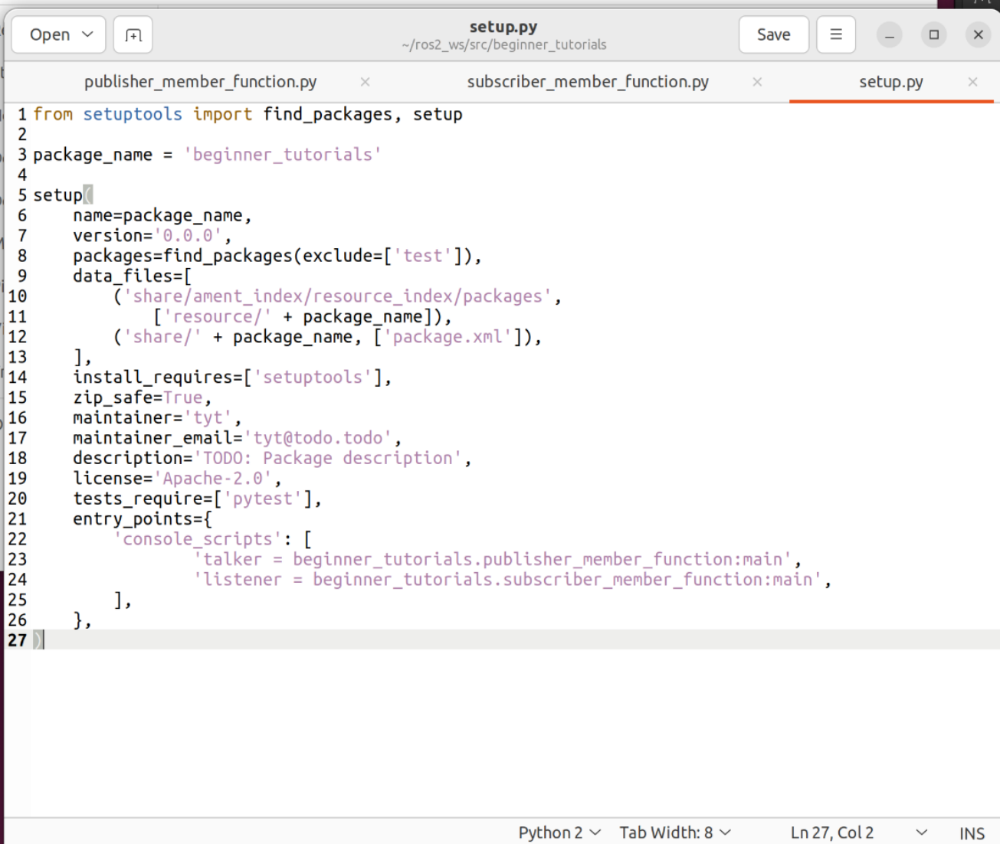 Open
setup.py
~/ros2_ws/src/beginner_tutorials
Save
publisher_member_function.py
subscriber_member_function.py
setup.py
1 from setuptools import find_packages, setup
2
3 package_name = 'beginner_tutorials'
4
5 setup(
6     name=package_name,
7     version='0.0.0',
8     packages=find_packages(exclude=['test']),
9     data_files=[
10         ('share/ament_index/resource_index/packages',
11             ['resource/' + package_name]),
12         ('share/' + package_name, ['package.xml']),
13     ],
14     install_requires=['setuptools'],
15     zip_safe=True,
16     maintainer='tyt',
17     maintainer_email='tyt@todo.todo',
18     description='TODO: Package description',
19     license='Apache-2.0',
20     tests_require=['pytest'],
21     entry_points={
22         'console_scripts': [
23                 'talker = beginner_tutorials.publisher_member_function:main',
24                 'listener = beginner_tutorials.subscriber_member_function:main',
25         ],
26     },
27 )
Python 2
Tab Width: 8
Ln 27, Col 2
INS